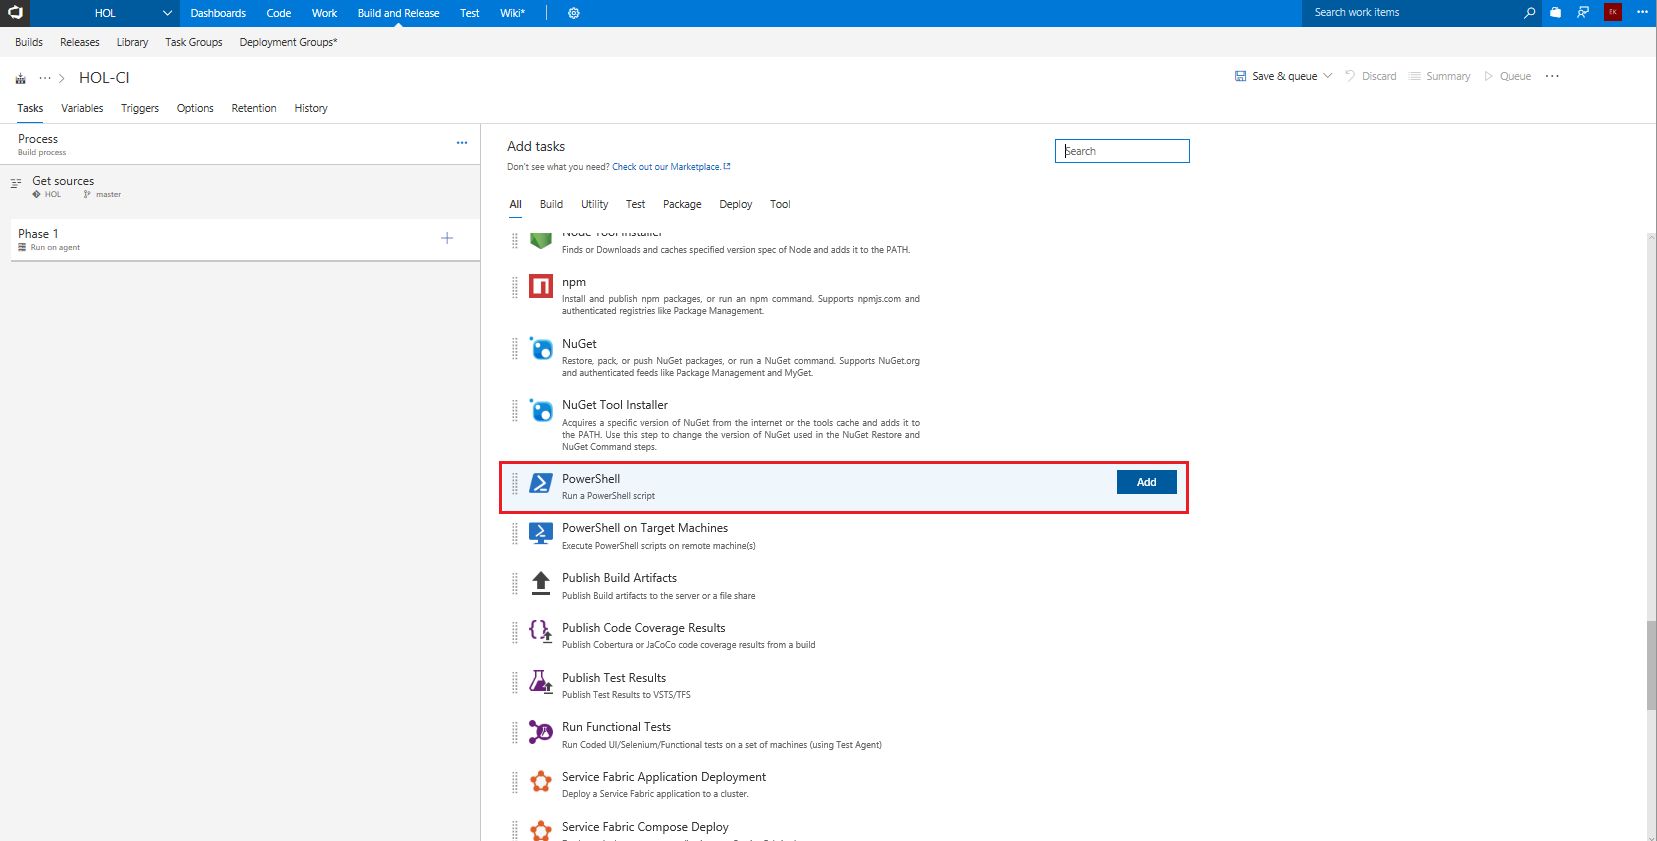 HOL
Dashboards
Code
Work
Build and Release
Test
Wiki*
Search work items
EK
Builds
Releases
Library
Task Groups
Deployment Groups*
HOL-CI
Save & queue
Discard
Summary
Queue
Tasks
Variables
Triggers
Options
Retention
History
Process
Build process
Get sources
HOL
master
Phase 1
Run on agent
Add tasks
Search
Don't see what you need? Check out our Marketplace.
All
Build
Utility
Test
Package
Deploy
Tool
Node Tool Installer
Finds or Downloads and caches specified version spec of Node and adds it to the PATH.
npm
Install and publish npm packages, or run an npm command. Supports npmjs.com and
authenticated registries like Package Management.
NuGet
Restore, pack, or push NuGet packages, or run a NuGet command. Supports NuGet.org
and authenticated feeds like Package Management and MyGet.
NuGet Tool Installer
Acquires a specific version of NuGet from the internet or the tools cache and adds it to
the PATH. Use this step to change the version of NuGet used in the NuGet Restore and
NuGet Command steps.
PowerShell
Run a PowerShell script
Add
PowerShell on Target Machines
Execute PowerShell scripts on remote machine(s)
Publish Build Artifacts
Publish Build artifacts to the server or a file share
Publish Code Coverage Results
Publish Cobertura or JaCoCo code coverage results from a build
Publish Test Results
Publish Test Results to VSTS/TFS
Run Functional Tests
Run Coded UI/Selenium/Functional tests on a set of machines (using Test Agent)
Service Fabric Application Deployment
Deploy a Service Fabric application to a cluster.
Service Fabric Compose Deploy